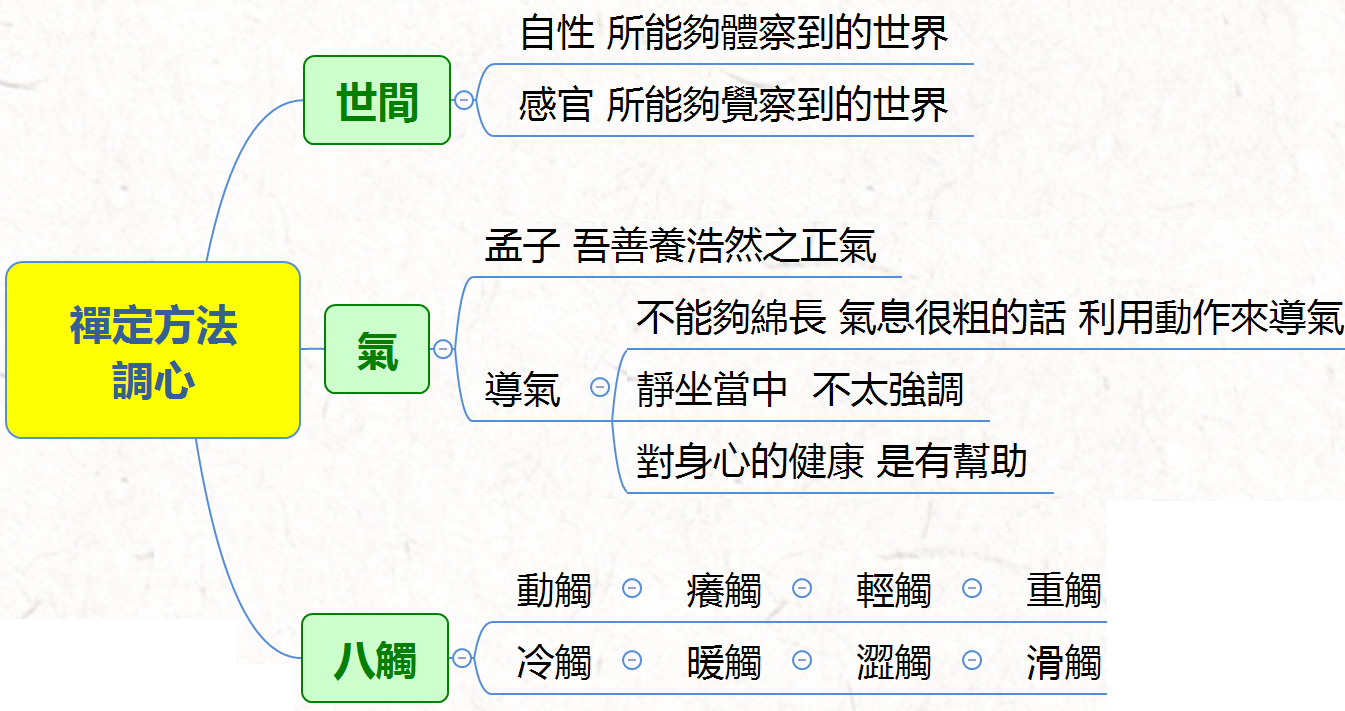 禪定方法
調心
世間
自性 所能夠體察到的世界
感官 所能夠覺察到的世界
氣
孟子 吾善養浩然之正氣
導氣
不能夠綿長 氣息很粗的話 利用動作來導氣
靜坐當中 不太強調
對身心的健康 是有幫助
八觸
動觸 癢觸 輕觸 重觸
冷觸 暖觸 澀觸 滑觸